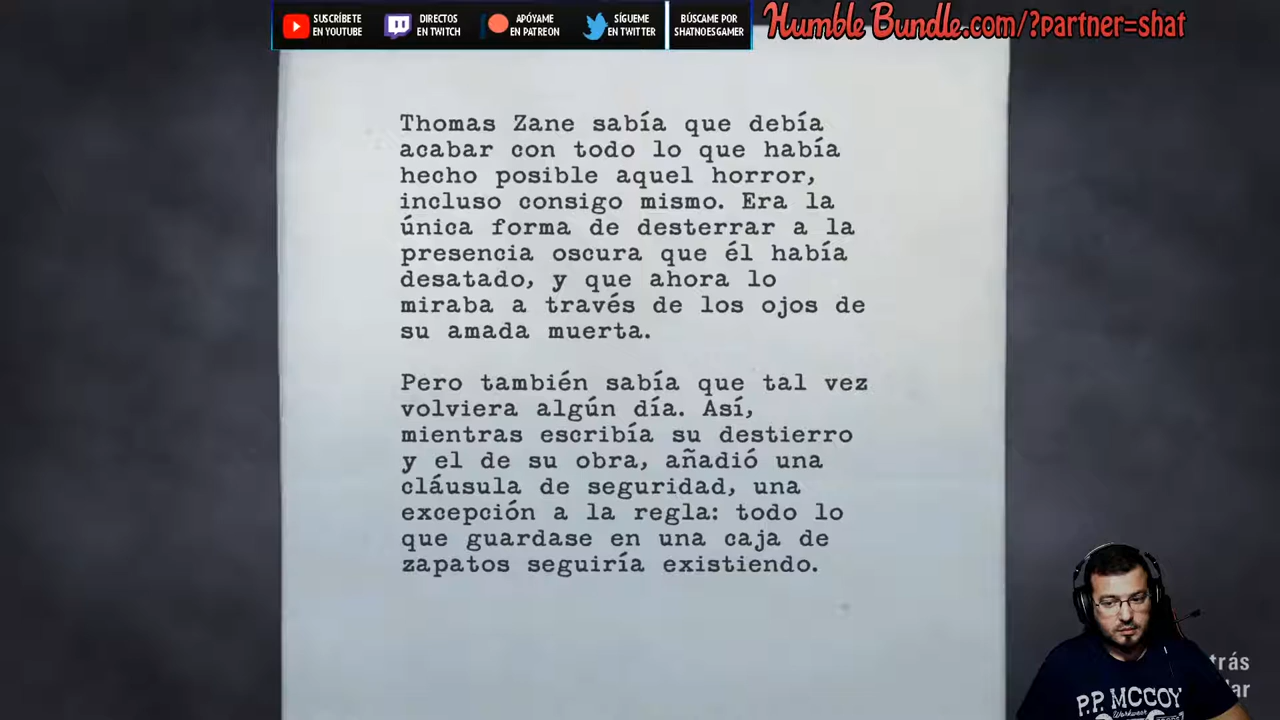 SUSCRÍBETE
EN YOUTUBE
DIRECTOS
EN TWITCH
APÓYAME
EN PATREON
SÍGUEME
EN TWITTER
BÚSCAME POR
SHATNOESGAMER
Humble Bundle.com/?partner=shat
Thomas Zane sabía que debía
acabar con todo lo que había
hecho posible aquel horror,
incluso consigo mismo. Era la
única forma de desterrar a la
presencia oscura que él había
desatado, y que ahora lo
miraba a través de los ojos de
su amada muerta.
Pero también sabía que tal vez
volviera algún día. Así,
mientras escribía su destierro
y el de su obra, añadió una
cláusula de seguridad, una
excepción a la regla: todo lo
que guardase en una caja de
zapatos seguiría existiendo.
trás
lar
P.P. MCCOY